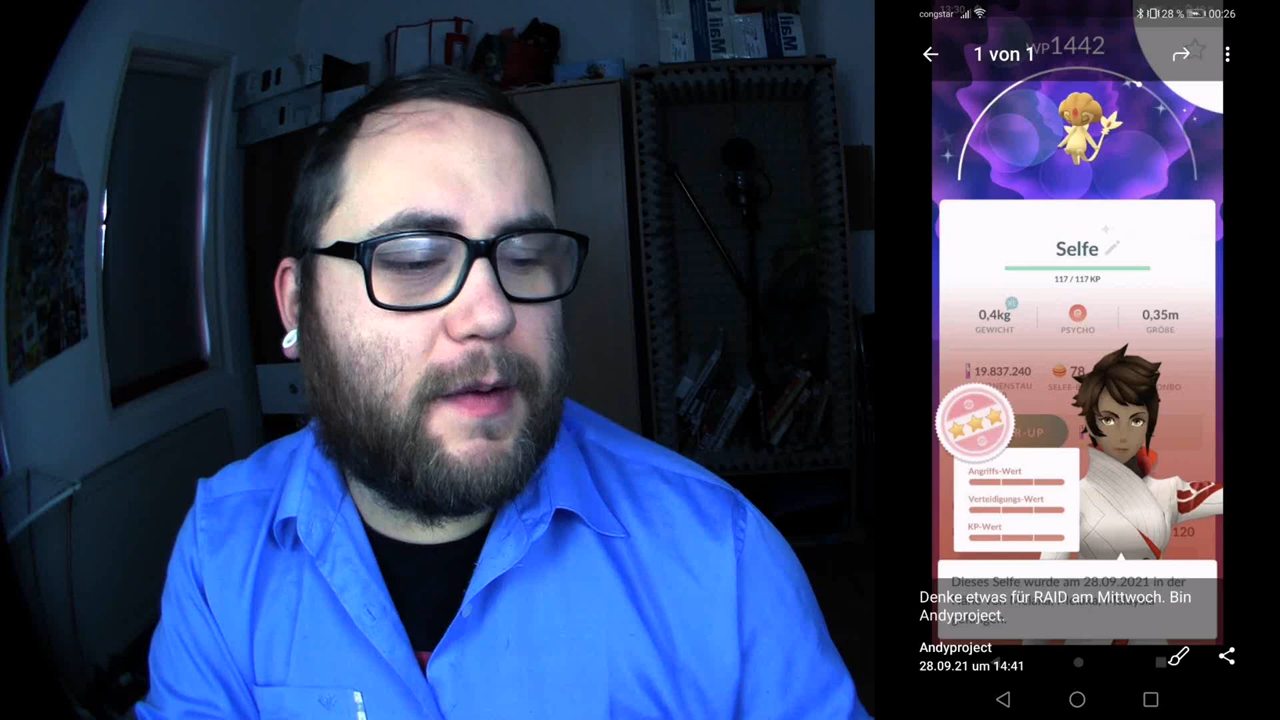 congstar
28 %
00:26
1 von 1
WP1442
Selfe
117 / 117 KP
0,4kg
0,35m
GEWICHT
PSYCHO
GRÖßE
19.837.240
78
Angriffs-Wert
Verteidigungs-Wert
KP-Wert
120
Dieses Selfe wurde am 28.09.2021 in der
Denke etwas für RAID am Mittwoch. Bin
Andyproject.
Andyproject
28.09.21 um 14:41